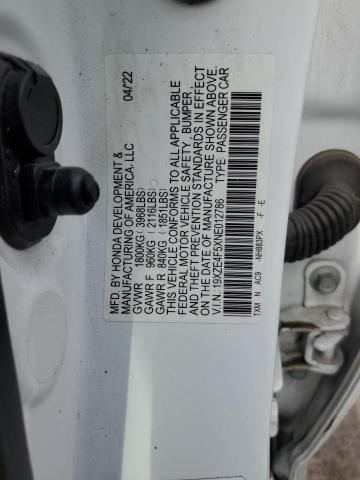 MFD. BY HONDA DEVELOPMENT & 04/22
MANUFACTURING OF AMERICA, LLC
GVWR 1800KG (3968LBS)
GAWR F 960KG (2116LBS)
GAWR R 840KG (1851LBS)
THIS VEHICLE CONFORMS TO ALL APPLICABLE
FEDERAL MOTOR VEHICLE SAFETY, BUMPER,
AND THEFT PREVENTION STANDARDS IN EFFECT
ON THE DATE OF MANUFACTURE SHOWN ABOVE.
V.I.N.:19XZE4F5XNE012786 TYPE: PASSENGER CAR
TXM N AC9 -NH883PX -F -E